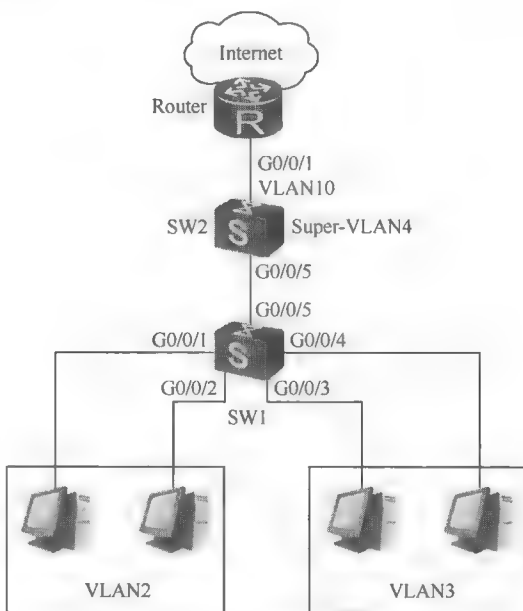 Internet
Router
R
G0/0/1
VLAN10
SW2
S
Super-VLAN4
G0/0/5
G0/0/5
G0/0/1
S
G0/0/4
G0/0/2
G0/0/3
SW1
VLAN2
VLAN3